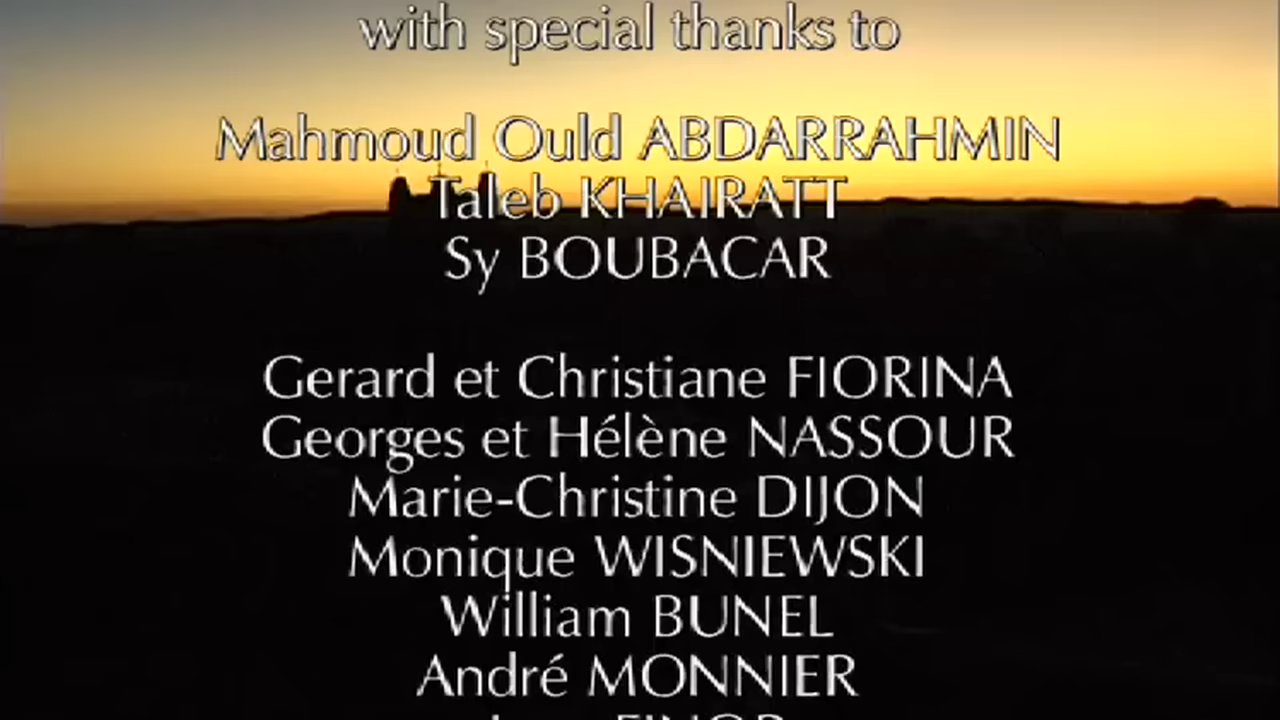 with special thanks to
Mahmoud Ould ABDARRAHMIN
Taleb KHAIRATT
Sy BOUBACAR
Gerard et Christiane FIORINA
Georges et Hélène NASSOUR
Marie-Christine DIJON
Monique WISNIEWSKI
William BUNEL
André MONNIER